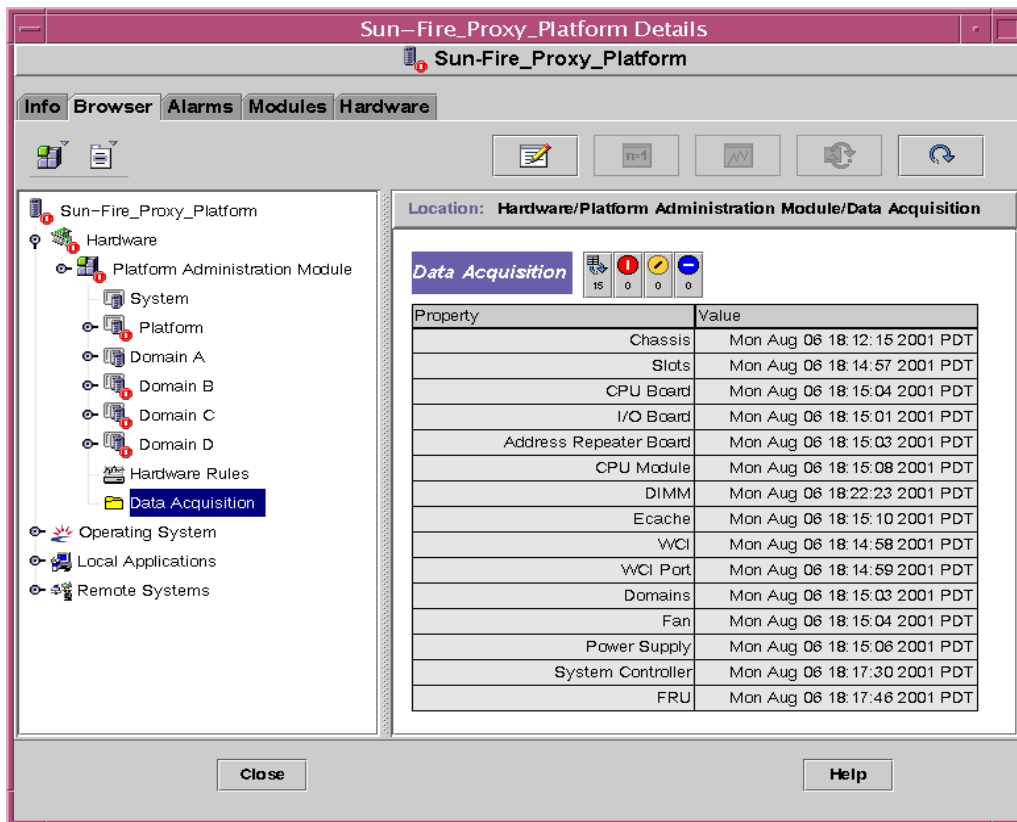 Sun-Fire_Proxy_Platform Details
Sun-Fire_Proxy_Platform
Info Browser Alarms Modules Hardware
n=1
Sun-Fire_Proxy_Platform
Hardware
Platform Administration Module
System
Platform
Domain A
Domain B
Domain C
Domain D
Hardware Rules
Data Acquisition
Operating System
Local Applications
Remote Systems
Location: Hardware/Platform Administration Module/Data Acquisition
Data Acquisition 15 0 0 0
Property Value
Chassis Mon Aug 06 18:12:15 2001 PDT
Slots Mon Aug 06 18:14:57 2001 PDT
CPU Board Mon Aug 06 18:15:04 2001 PDT
I/O Board Mon Aug 06 18:15:01 2001 PDT
Address Repeater Board Mon Aug 06 18:15:03 2001 PDT
CPU Module Mon Aug 06 18:15:08 2001 PDT
DIMM Mon Aug 06 18:22:23 2001 PDT
Ecache Mon Aug 06 18:15:10 2001 PDT
WCI Mon Aug 06 18:14:58 2001 PDT
WCI Port Mon Aug 06 18:14:59 2001 PDT
Domains Mon Aug 06 18:15:03 2001 PDT
Fan Mon Aug 06 18:15:04 2001 PDT
Power Supply Mon Aug 06 18:15:06 2001 PDT
System Controller Mon Aug 06 18:17:30 2001 PDT
FRU Mon Aug 06 18:17:46 2001 PDT
Close Help